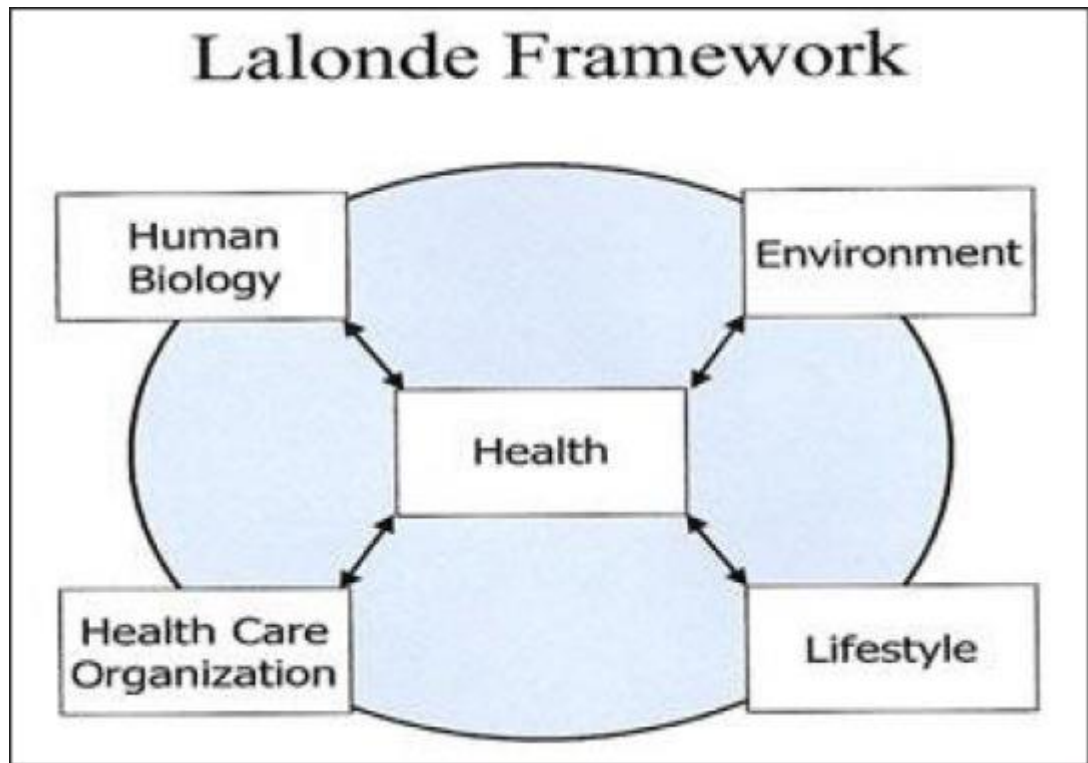 Lalonde Framework
Human
Biology
Environment
Health
Health Care
Organization
Lifestyle